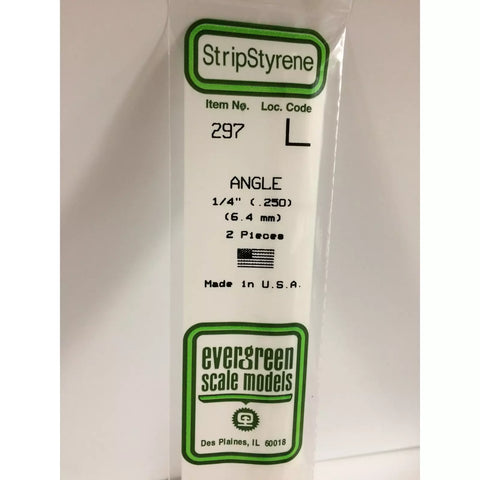 StripStyrene
Item No. Loc. Code
297 L
ANGLE
1/4" (.250)
(6.4 mm)
2 Pieces
Made in U.S.A.
evergreen
scale models
Des Plaines, IL 60018